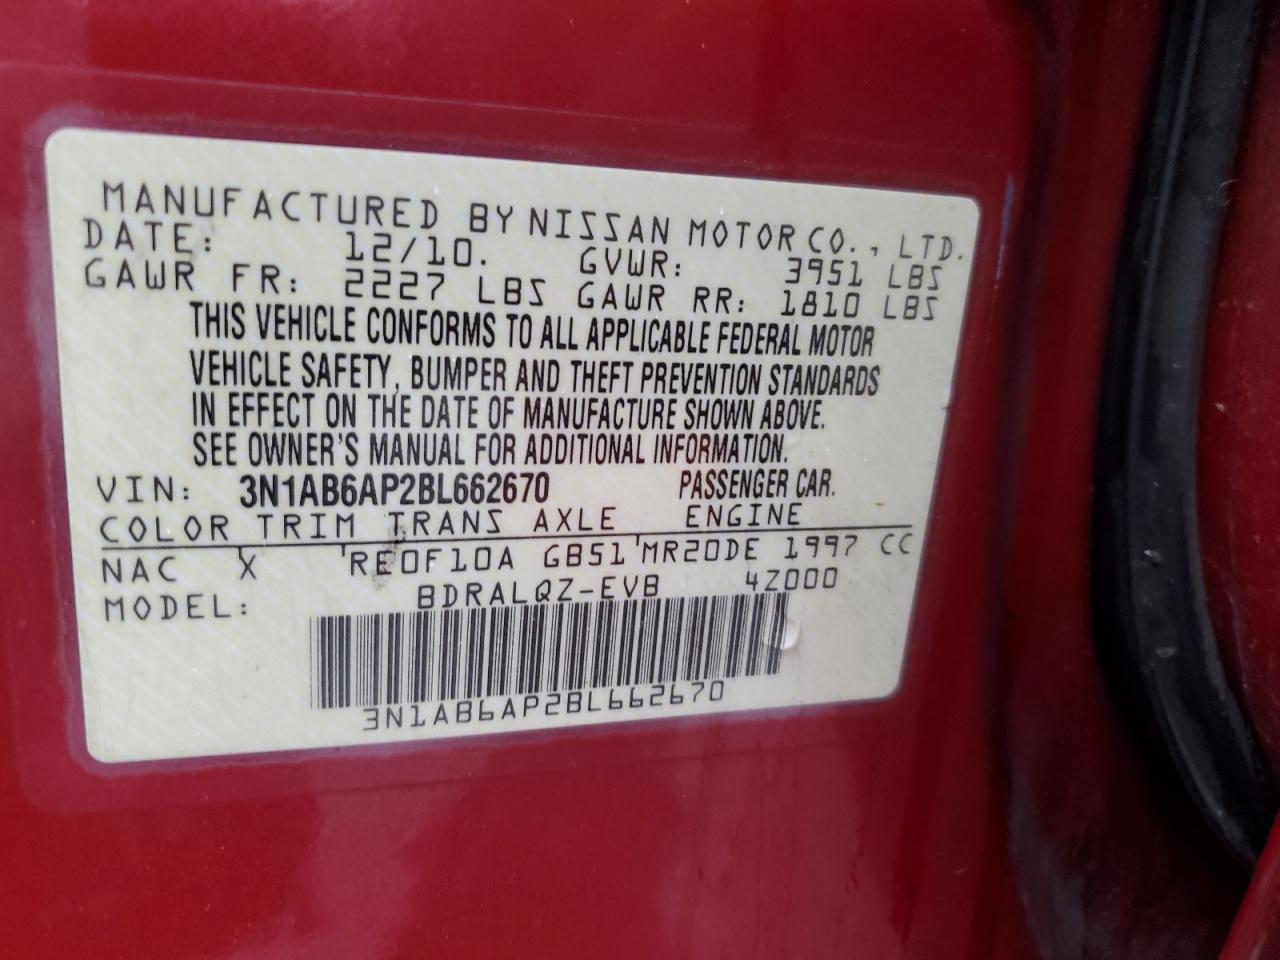 MANUFACTURED BY NISSAN MOTOR CO., LTD.
DATE: 12/10. GVWR: 3951 LBS
GAWR FR: 2227 LBS GAWR RR: 1810 LBS
THIS VEHICLE CONFORMS TO ALL APPLICABLE FEDERAL MOTOR
VEHICLE SAFETY, BUMPER AND THEFT PREVENTION STANDARDS
IN EFFECT ON THE DATE OF MANUFACTURE SHOWN ABOVE.
SEE OWNER'S MANUAL FOR ADDITIONAL INFORMATION.
VIN: 3N1AB6AP2BL662670 PASSENGER CAR.
COLOR TRIM TRANS AXLE ENGINE
NAC X RE0F10A GB51 MR20DE 1997 CC
MODEL: BDRALQZ-EVB 4Z000
3N1AB6AP2BL662670